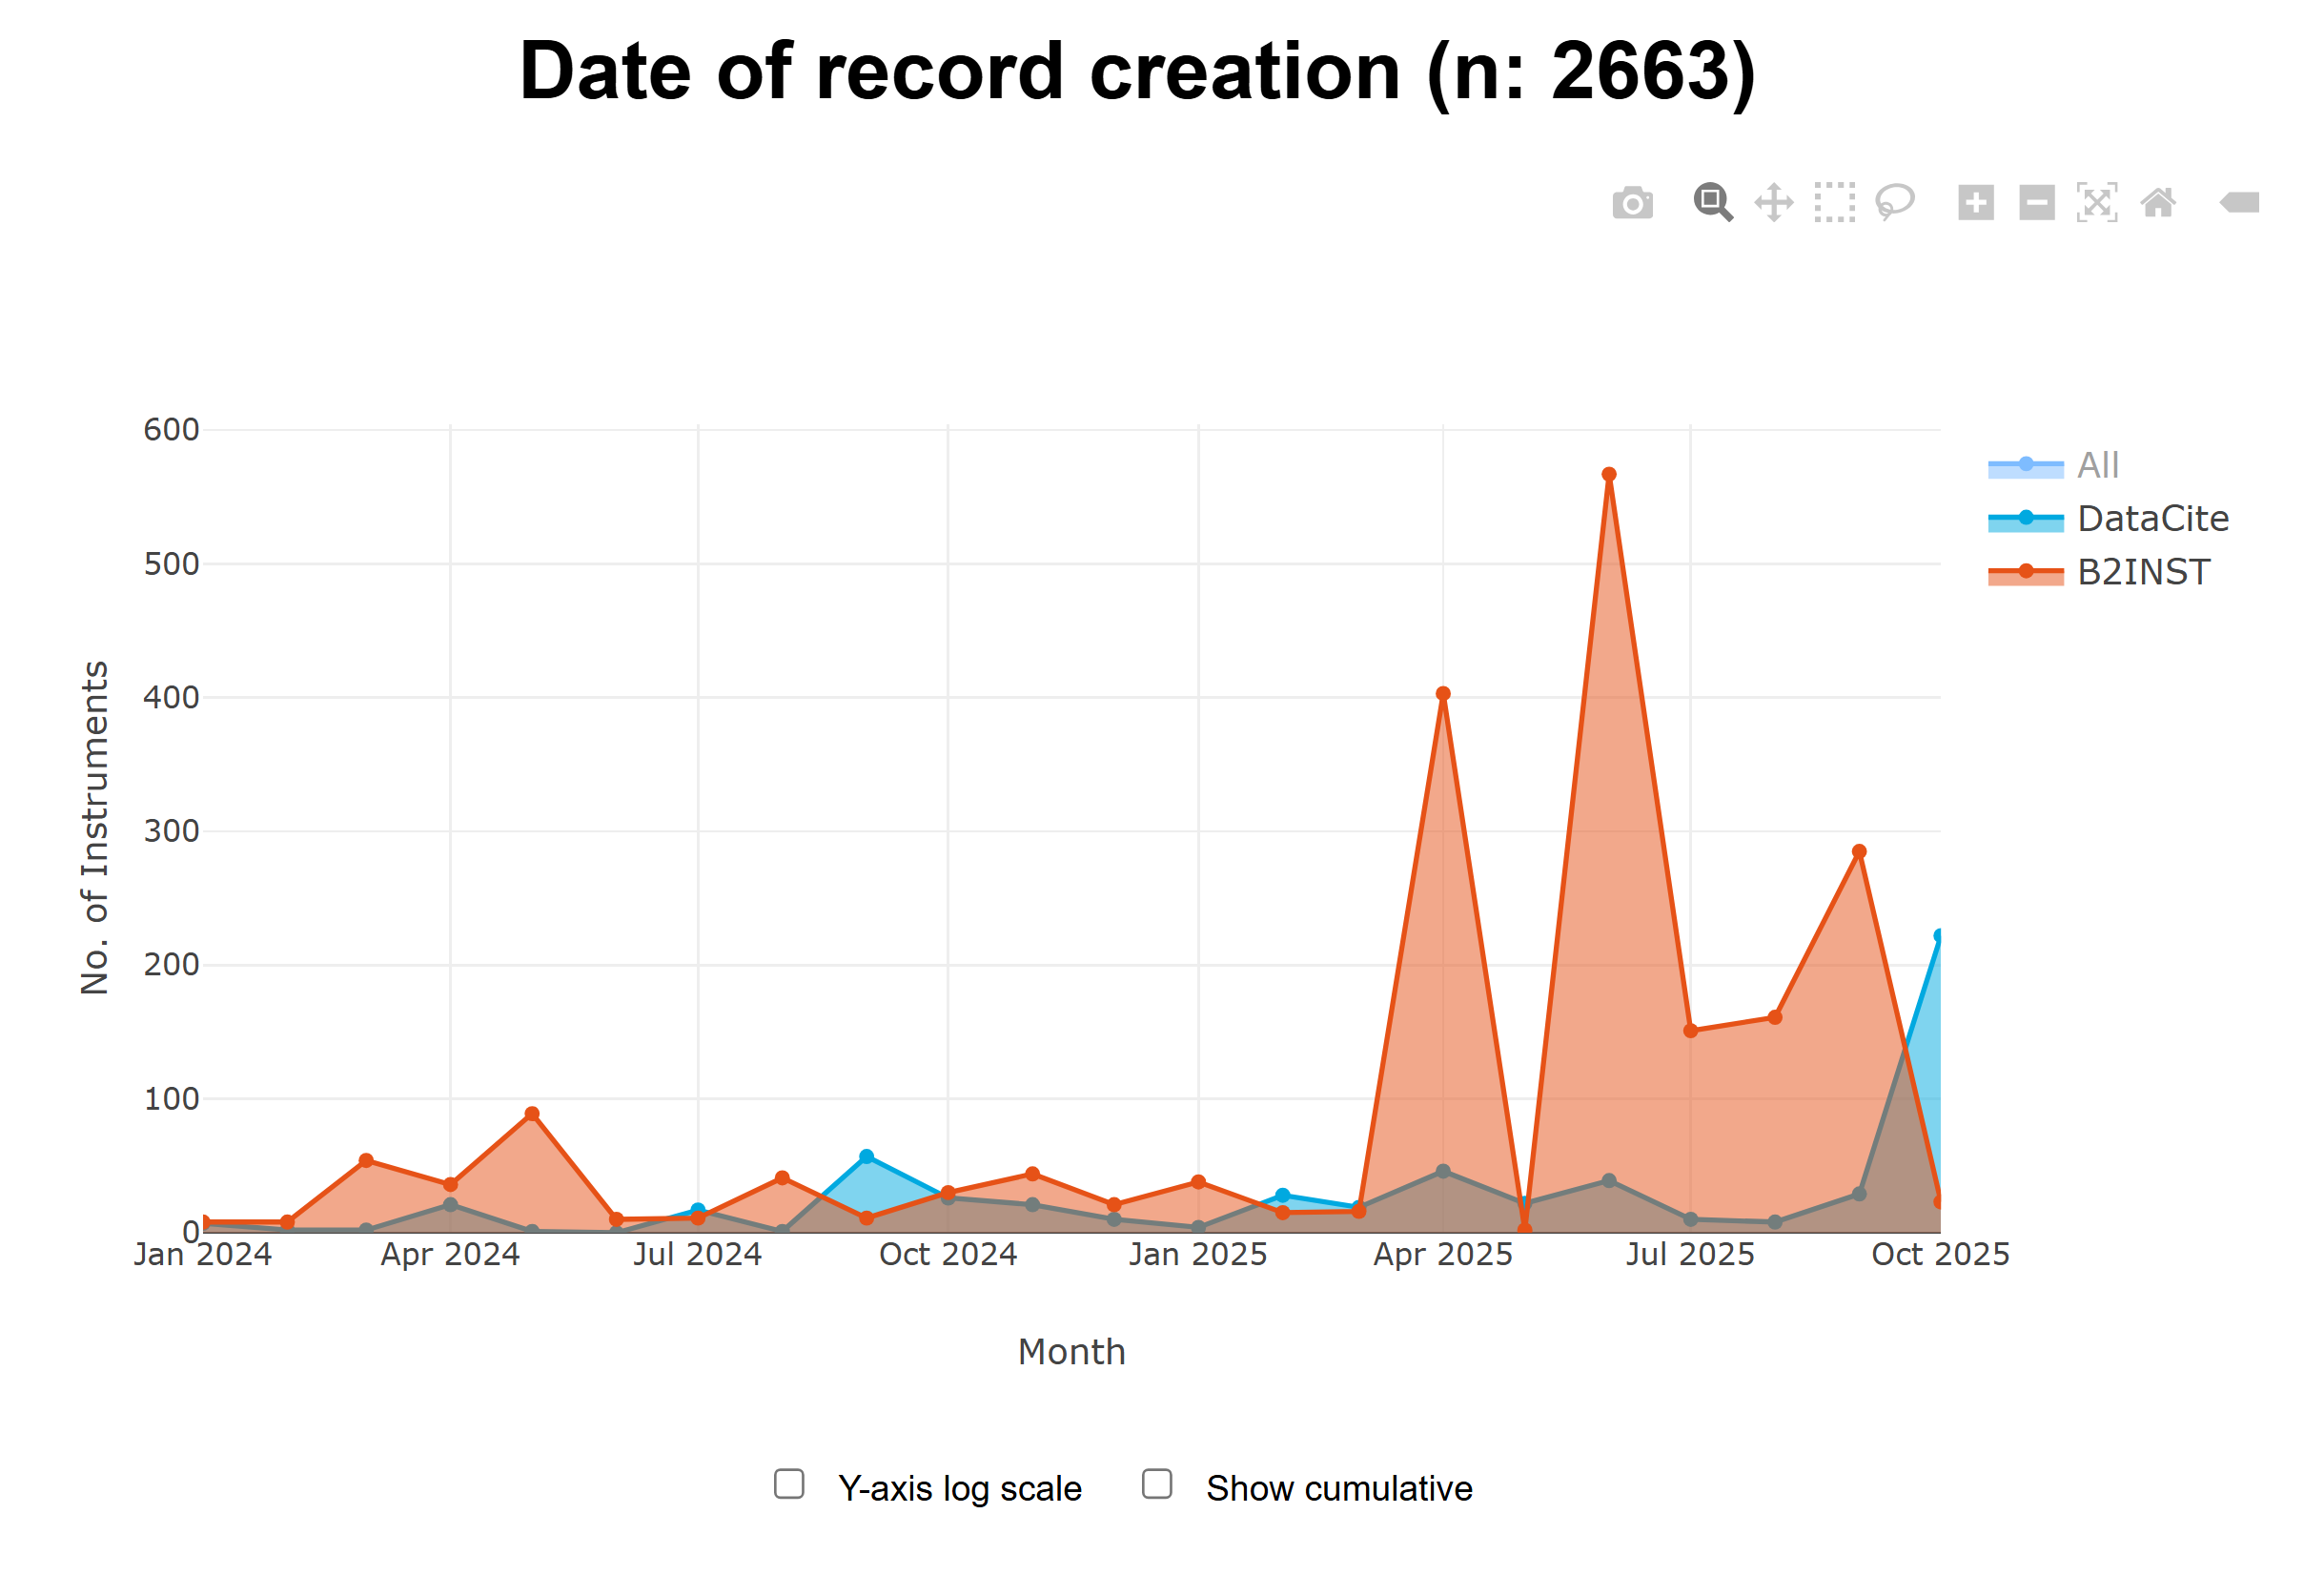 Date of record creation (n: 2663)
600
500
400
300
200
100
0
No. of Instruments
Jan 2024
Apr 2024
Jul 2024
Oct 2024
Jan 2025
Apr 2025
Jul 2025
Oct 2025
Month
All
DataCite
B2INST
Y-axis log scale
Show cumulative